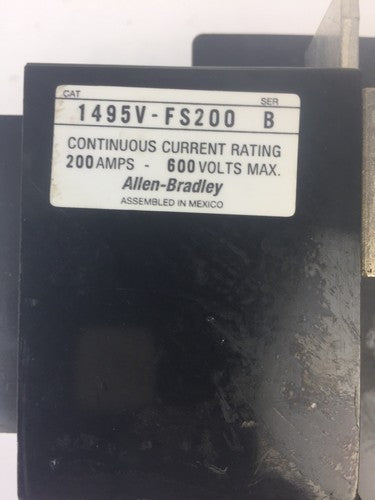 CAT SER
1495V-FS200 B
CONTINUOUS CURRENT RATING
200 AMPS - 600 VOLTS MAX.
Allen-Bradley
ASSEMBLED IN MEXICO